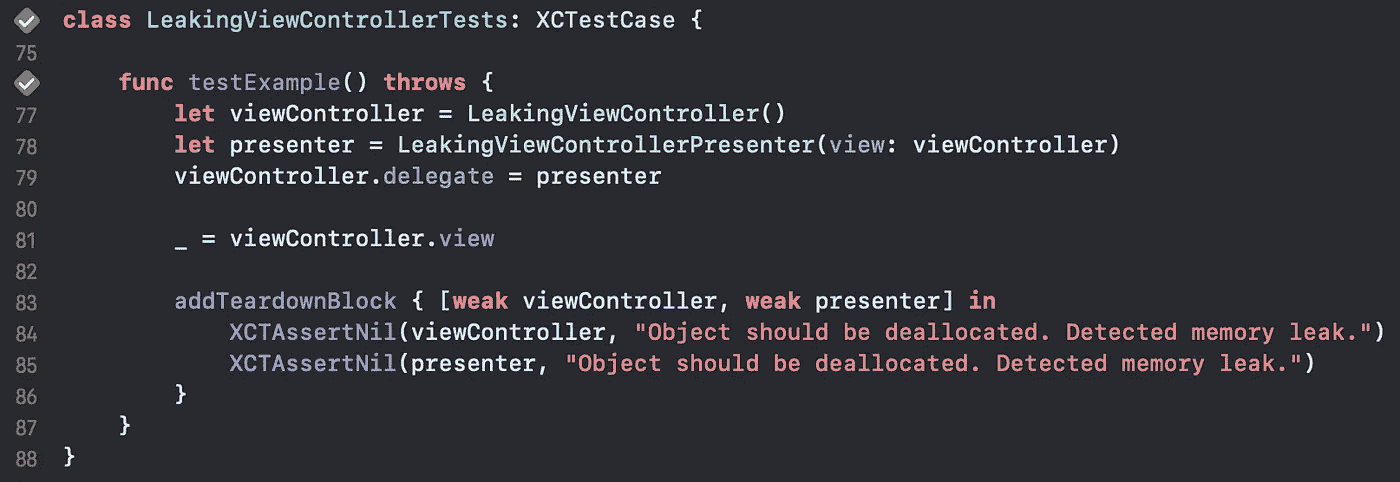 class LeakingViewControllerTests: XCTestCase {
75
func testExample() throws {
77 let viewController = LeakingViewController()
78 let presenter = LeakingViewControllerPresenter(view: viewController)
79 viewController.delegate = presenter
80
81 _ = viewController.view
82
83 addTeardownBlock { [weak viewController, weak presenter] in
84 XCTAssertNil(viewController, "Object should be deallocated. Detected memory leak.")
85 XCTAssertNil(presenter, "Object should be deallocated. Detected memory leak.")
86 }
87 }
88 }